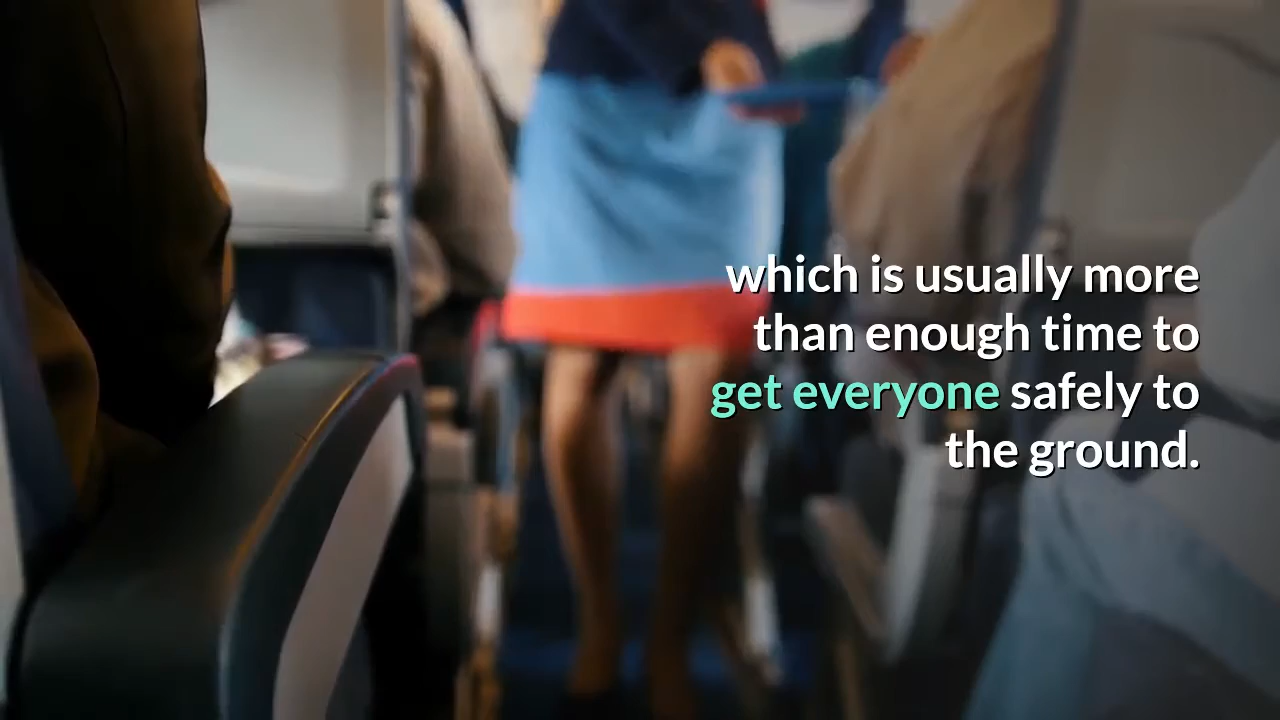 which is usually more
than enough time to
get everyone safely to
the ground.